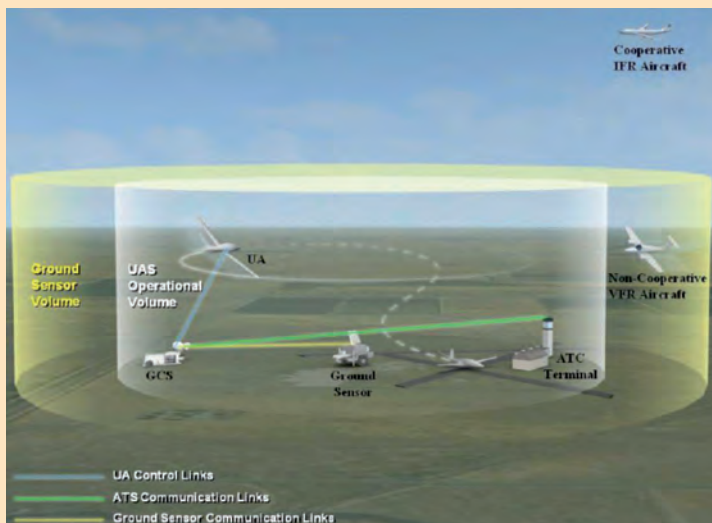 Cooperative
IFR Aircraft
Ground
Sensor
Volume
UAS
Operational
Volume
UA
Non-Cooperative
VFR Aircraft
GCS
Ground
Sensor
ATC
Terminal
UA Control Links
ATS Communication Links
Ground Sensor Communication Links